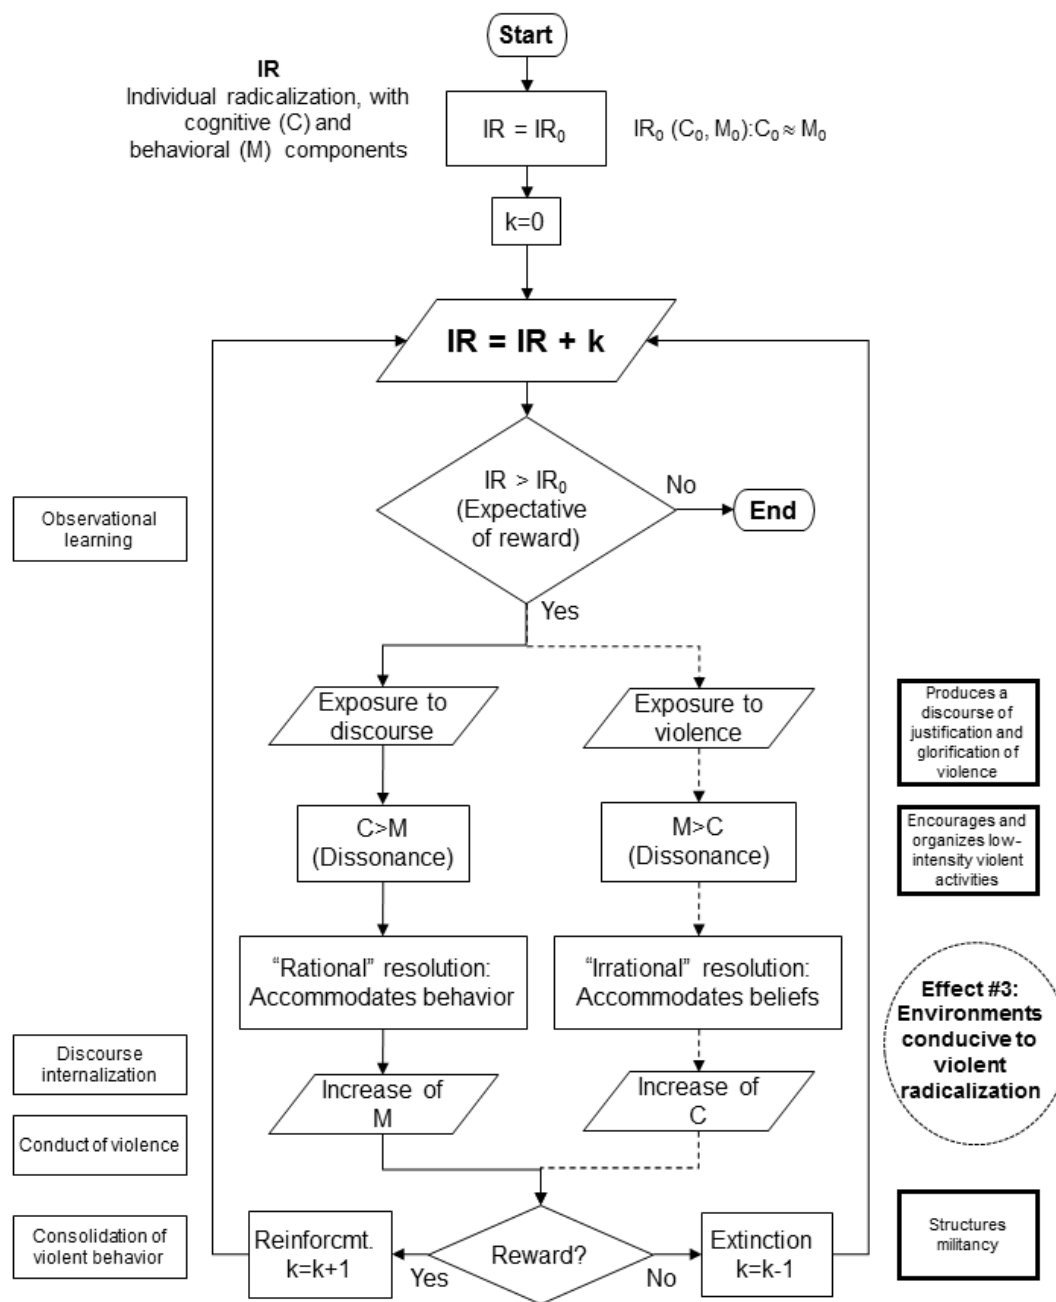 Start
IR
Individual radicalization, with
cognitive (C) and
behavioral (M) components
IR = IR₀
IR₀ (C₀, M₀):C₀ ≈ M₀
k=0
IR = IR + k
IR > IR₀
(Expectative
of reward)
No
End
Yes
Observational
learning
Exposure to
discourse
Exposure to
violence
Produces a
discourse of
justification and
glorification of
violence
C>M
(Dissonance)
M>C
(Dissonance)
Encourages and
organizes low-
intensity violent
activities
“Rational” resolution:
Accommodates behavior
“Irrational” resolution:
Accommodates beliefs
Effect #3:
Environments
conducive to
violent
radicalization
Discourse
internalization
Increase of
M
Increase of
C
Conduct of violence
Consolidation of
violent behavior
Reinforcmt.
k=k+1
Yes
Reward?
No
Extinction
k=k-1
Structures
militancy